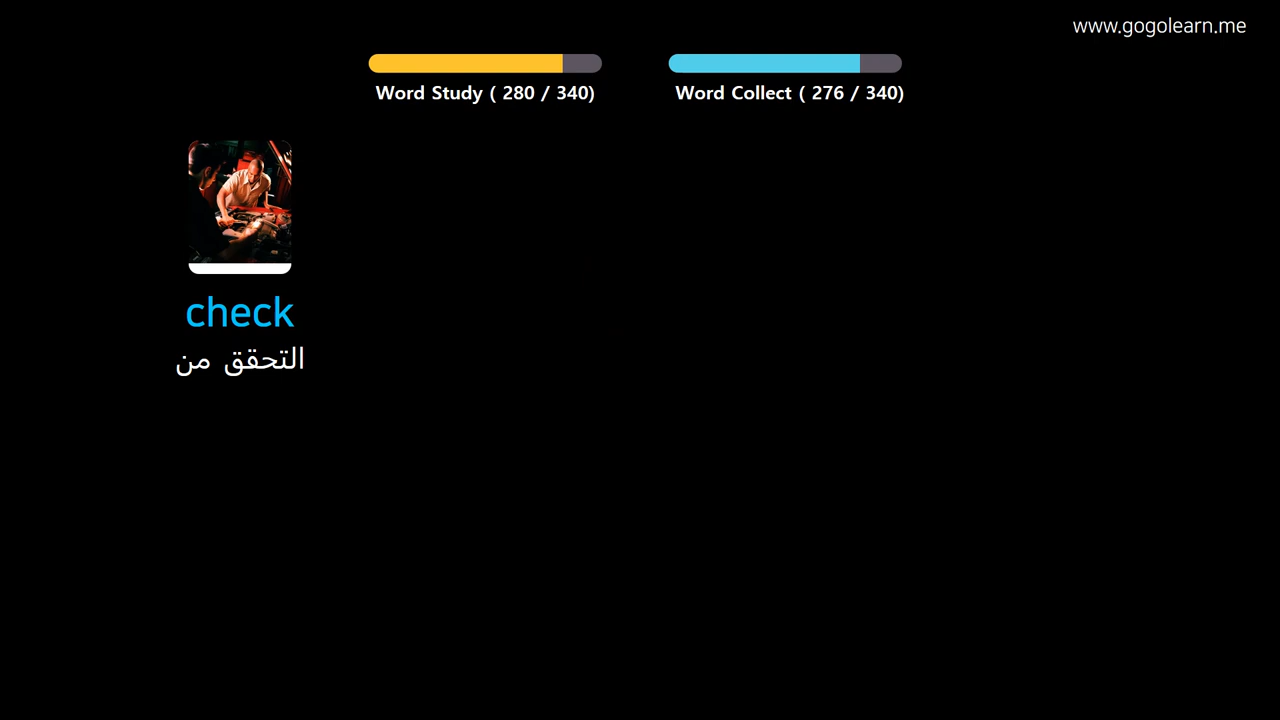 www.gogolearn.me
Word Study ( 280 / 340)
Word Collect ( 276 / 340)
check
التحقق من